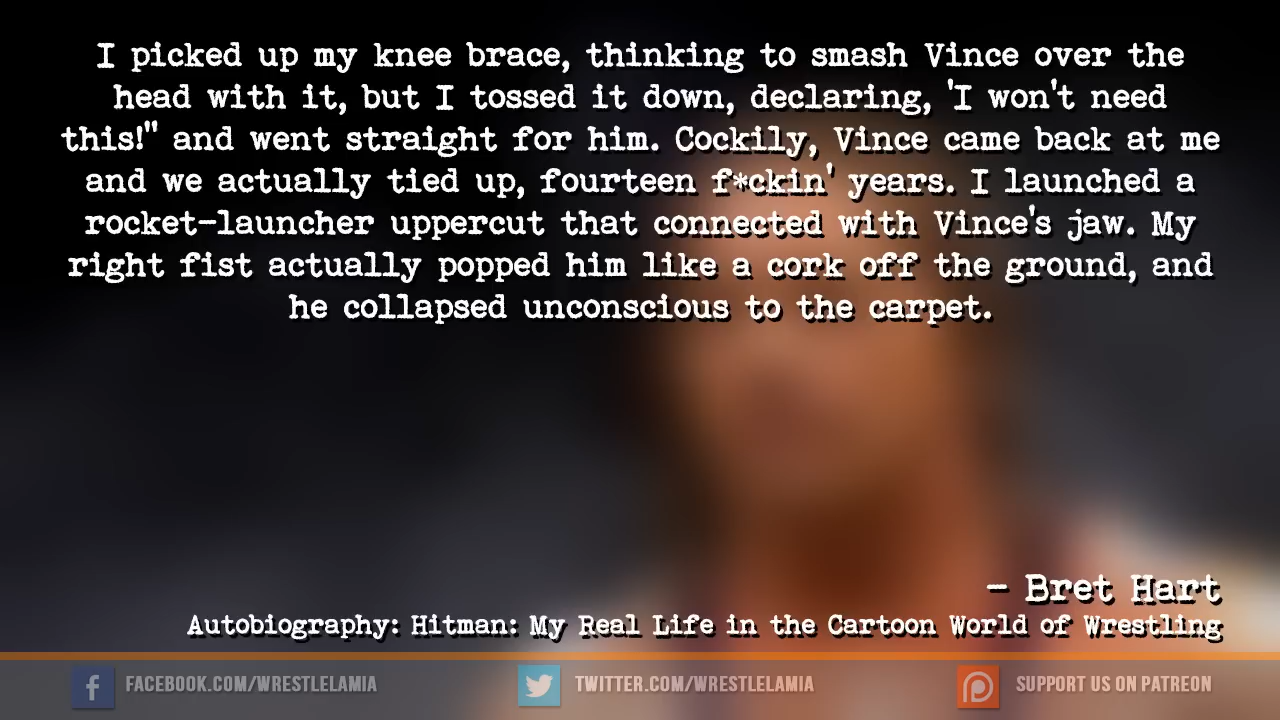 I picked up my knee brace, thinking to smash Vince over the
head with it, but I tossed it down, declaring, 'I won't need
this!" and went straight for him. Cockily, Vince came back at me
and we actually tied up, fourteen f*ckin' years. I launched a
rocket-launcher uppercut that connected with Vince's jaw. My
right fist actually popped him like a cork off the ground, and
he collapsed unconscious to the carpet.
- Bret Hart
Autobiography: Hitman: My Real Life in the Cartoon World of Wrestling
FACEBOOK.COM/WRESTLELAMIA TWITTER.COM/WRESTLELAMIA SUPPORT US ON PATREON